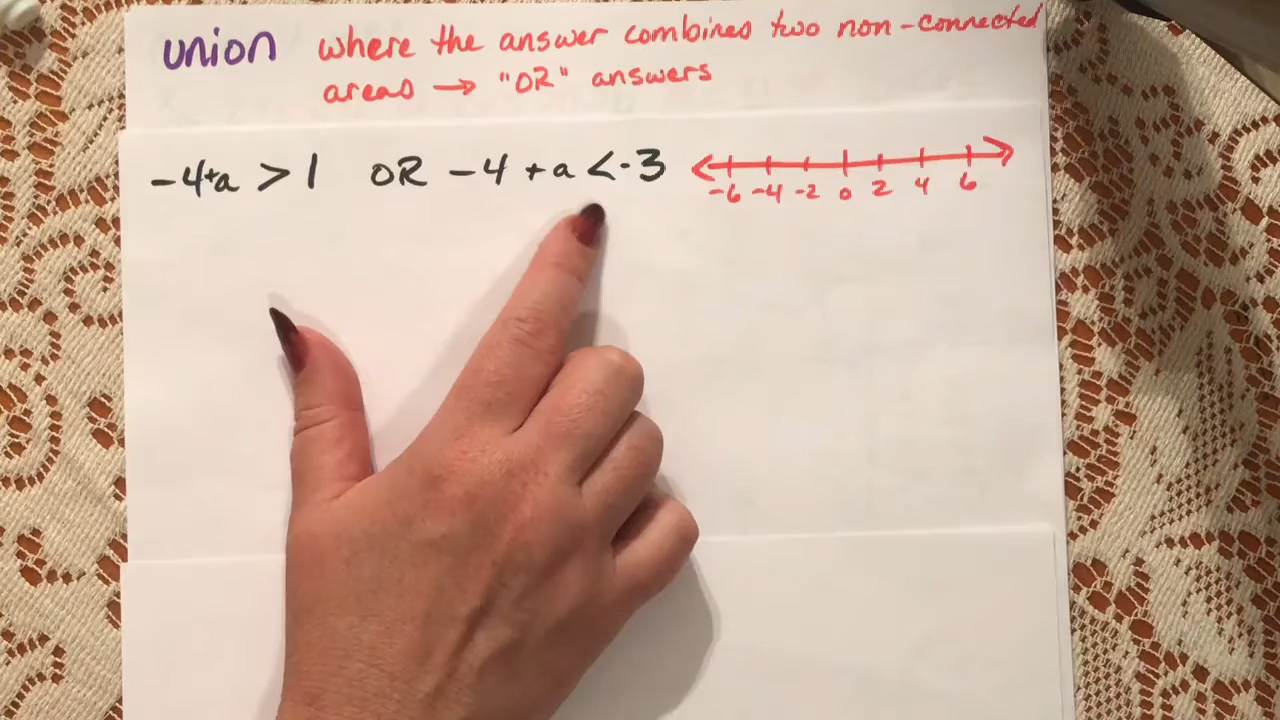 union where the answer combines two non-connected
areas → "OR" answers
-4+a > 1 OR -4 + a < -3
-6 -4 -2 0 2 4 6